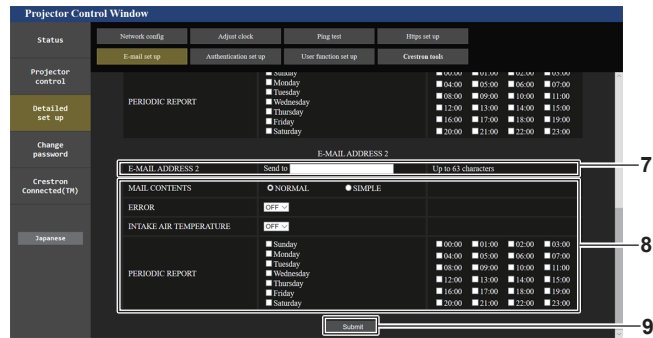 Projector Control Window
Status
Network config
Adjust clock
Ping test
Https set up
E-mail set up
Authentication set up
User function set up
Crestron tools
Projector control
Detailed set up
Change password
Crestron Connected(TM)
Japanese
PERIODIC REPORT
Sunday
Monday
Tuesday
Wednesday
Thursday
Friday
Saturday
00:00 01:00 02:00 03:00
04:00 05:00 06:00 07:00
08:00 09:00 10:00 11:00
12:00 13:00 14:00 15:00
16:00 17:00 18:00 19:00
20:00 21:00 22:00 23:00
E-MAIL ADDRESS 2
E-MAIL ADDRESS 2 Send to Up to 63 characters
7
MAIL CONTENTS NORMAL SIMPLE
ERROR OFF
INTAKE AIR TEMPERATURE OFF
8
PERIODIC REPORT
Sunday
Monday
Tuesday
Wednesday
Thursday
Friday
Saturday
00:00 01:00 02:00 03:00
04:00 05:00 06:00 07:00
08:00 09:00 10:00 11:00
12:00 13:00 14:00 15:00
16:00 17:00 18:00 19:00
20:00 21:00 22:00 23:00
Submit
9